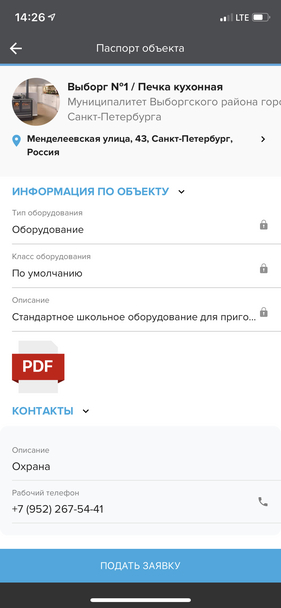 14:26
LTE
Паспорт объекта
Выборг №1 / Печка кухонная
Муниципалитет Выборгского района горо
Санкт-Петербурга
Менделеевская улица, 43, Санкт-Петербург,
Россия
ИНФОРМАЦИЯ ПО ОБЪЕКТУ
Тип оборудования
Оборудование
Класс оборудования
По умолчанию
Описание
Стандартное школьное оборудование для приго...
PDF
КОНТАКТЫ
Описание
Охрана
Рабочий телефон
+7 (952) 267-54-41
ПОДАТЬ ЗАЯВКУ